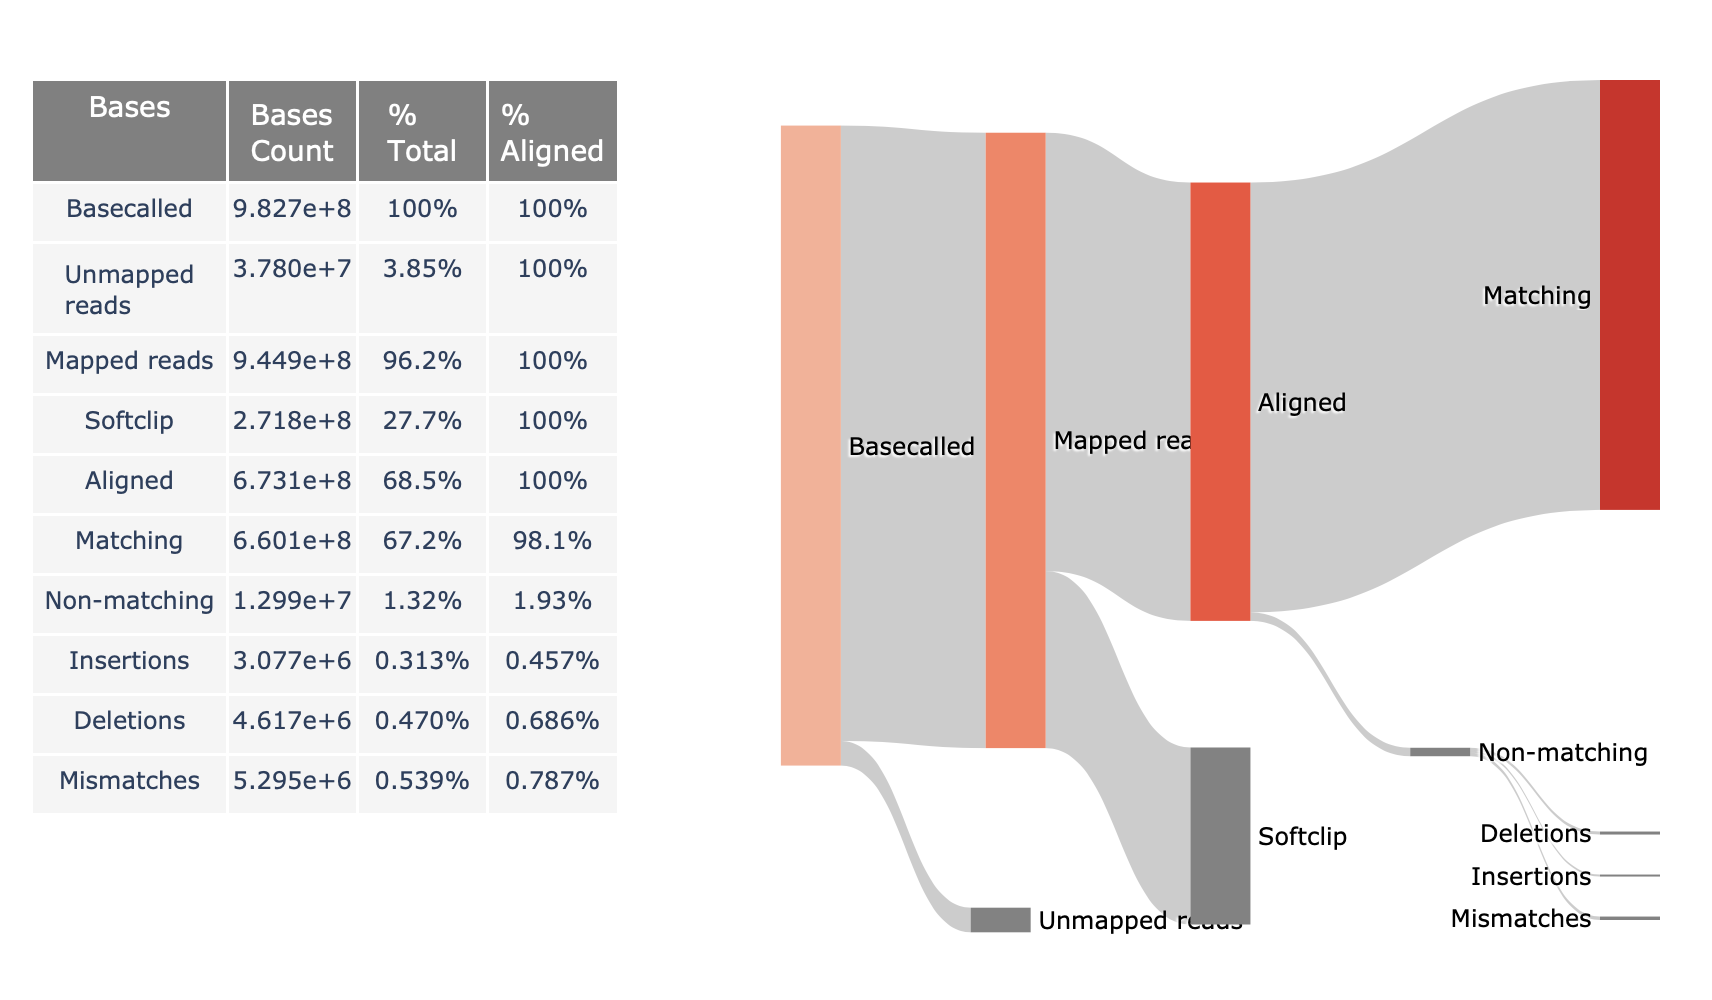 Bases
Bases Count
% Total
% Aligned
Basecalled 9.827e+8 100% 100%
Unmapped reads 3.780e+7 3.85% 100%
Mapped reads 9.449e+8 96.2% 100%
Softclip 2.718e+8 27.7% 100%
Aligned 6.731e+8 68.5% 100%
Matching 6.601e+8 67.2% 98.1%
Non-matching 1.299e+7 1.32% 1.93%
Insertions 3.077e+6 0.313% 0.457%
Deletions 4.617e+6 0.470% 0.686%
Mismatches 5.295e+6 0.539% 0.787%
Matching
Aligned
Mapped rea
Basecalled
Non-matching
Deletions
Softclip
Insertions
Mismatches
Unmapped reads